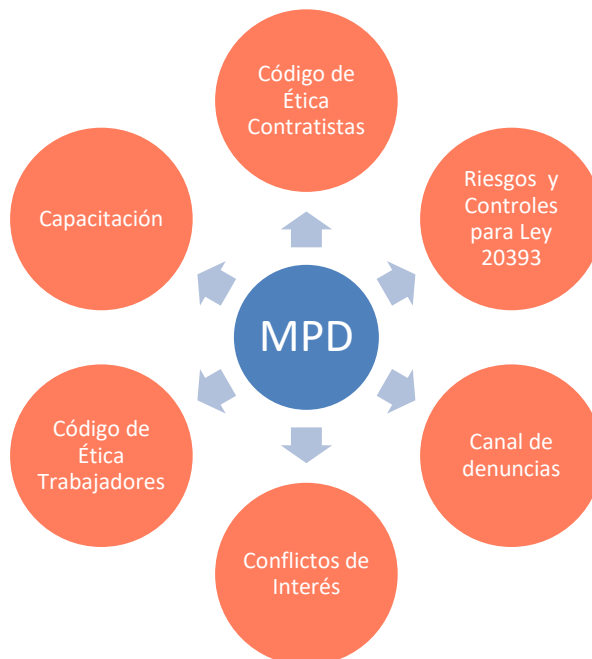 Código de
Ética
Contratistas
Riesgos y
Controles
para Ley
20393
Canal de
denuncias
Conflictos de
Interés
Código de
Ética
Trabajadores
Capacitación
MPD